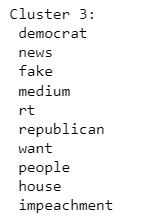 Cluster 3:
democrat
news
fake
medium
rt
republican
want
people
house
impeachment